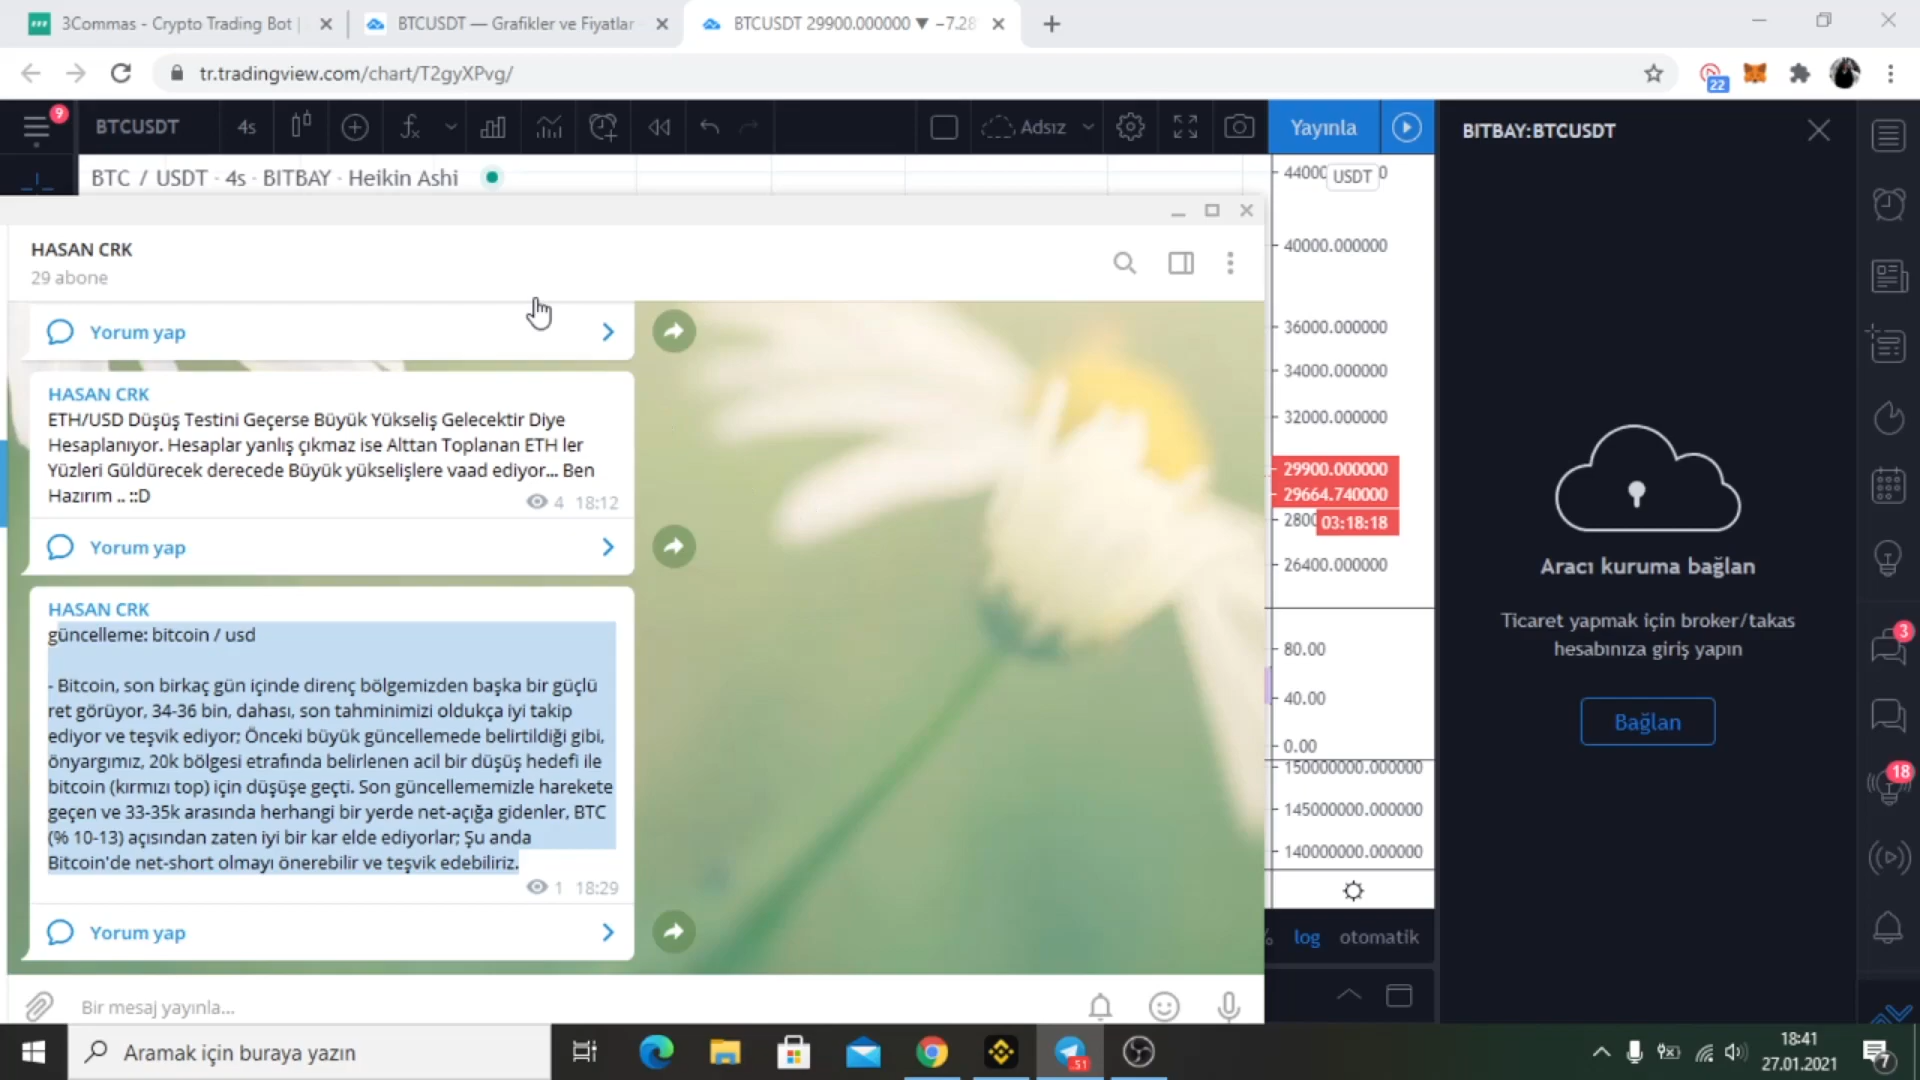 3Commas - Crypto Trading Bot |
BTCUSDT — Grafikler ve Fiyatlar
BTCUSDT 29900.000000 ▼ −7.28
tr.tradingview.com/chart/T2gyXPvg/
22
9
BTCUSDT
4s
Adsız
Yayınla
BITBAY:BTCUSDT
BTC / USDT - 4s - BITBAY - Heikin Ashi
HASAN CRK
29 abone
Yorum yap
HASAN CRK
ETH/USD Düşüş Testini Geçerse Büyük Yükseliş Gelecektir Diye
Hesaplanıyor. Hesaplar yanlış çıkmaz ise Alttan Toplanan ETH ler
Yüzleri Güldürecek derecede Büyük yükselişlere vaad ediyor... Ben
Hazırım .. ::D
4 18:12
Yorum yap
HASAN CRK
güncelleme: bitcoin / usd
- Bitcoin, son birkaç gün içinde direnç bölgemizden başka bir güçlü
ret görüyor, 34-36 bin, dahası, son tahminimizi oldukça iyi takip
ediyor ve teşvik ediyor; Önceki büyük güncellemede belirtildiği gibi,
önyargımız, 20k bölgesi etrafında belirlenen acil bir düşüş hedefi ile
bitcoin (kırmızı top) için düşüşe geçti. Son güncellememizle harekete
geçen ve 33-35k arasında herhangi bir yerde net-açığa gidenler, BTC
(% 10-13) açısından zaten iyi bir kar elde ediyorlar; Şu anda
Bitcoin'de net-short olmayı önerebilir ve teşvik edebiliriz.
1 18:29
Yorum yap
Bir mesaj yayınla...
44000
USDT
0
40000.000000
36000.000000
34000.000000
32000.000000
29900.000000
29664.740000
2800
03:18:18
26400.000000
80.00
40.00
0.00
150000000.000000
145000000.000000
140000000.000000
%
log
otomatik
Aracı kuruma bağlan
Ticaret yapmak için broker/takas
hesabınıza giriş yapın
Bağlan
3
18
Aramak için buraya yazın
51
18:41
27.01.2021
7